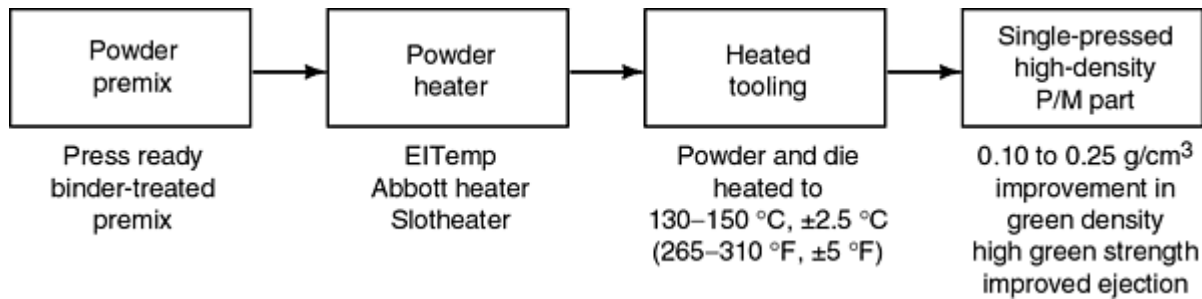 Powder
premix
Powder
heater
Heated
tooling
Single-pressed
high-density
P/M part
Press ready
binder-treated
premix
EITemp
Abbott heater
Slotheater
Powder and die
heated to
130–150 °C, ±2.5 °C
(265–310 °F, ±5 °F)
0.10 to 0.25 g/cm³
improvement in
green density
high green strength
improved ejection